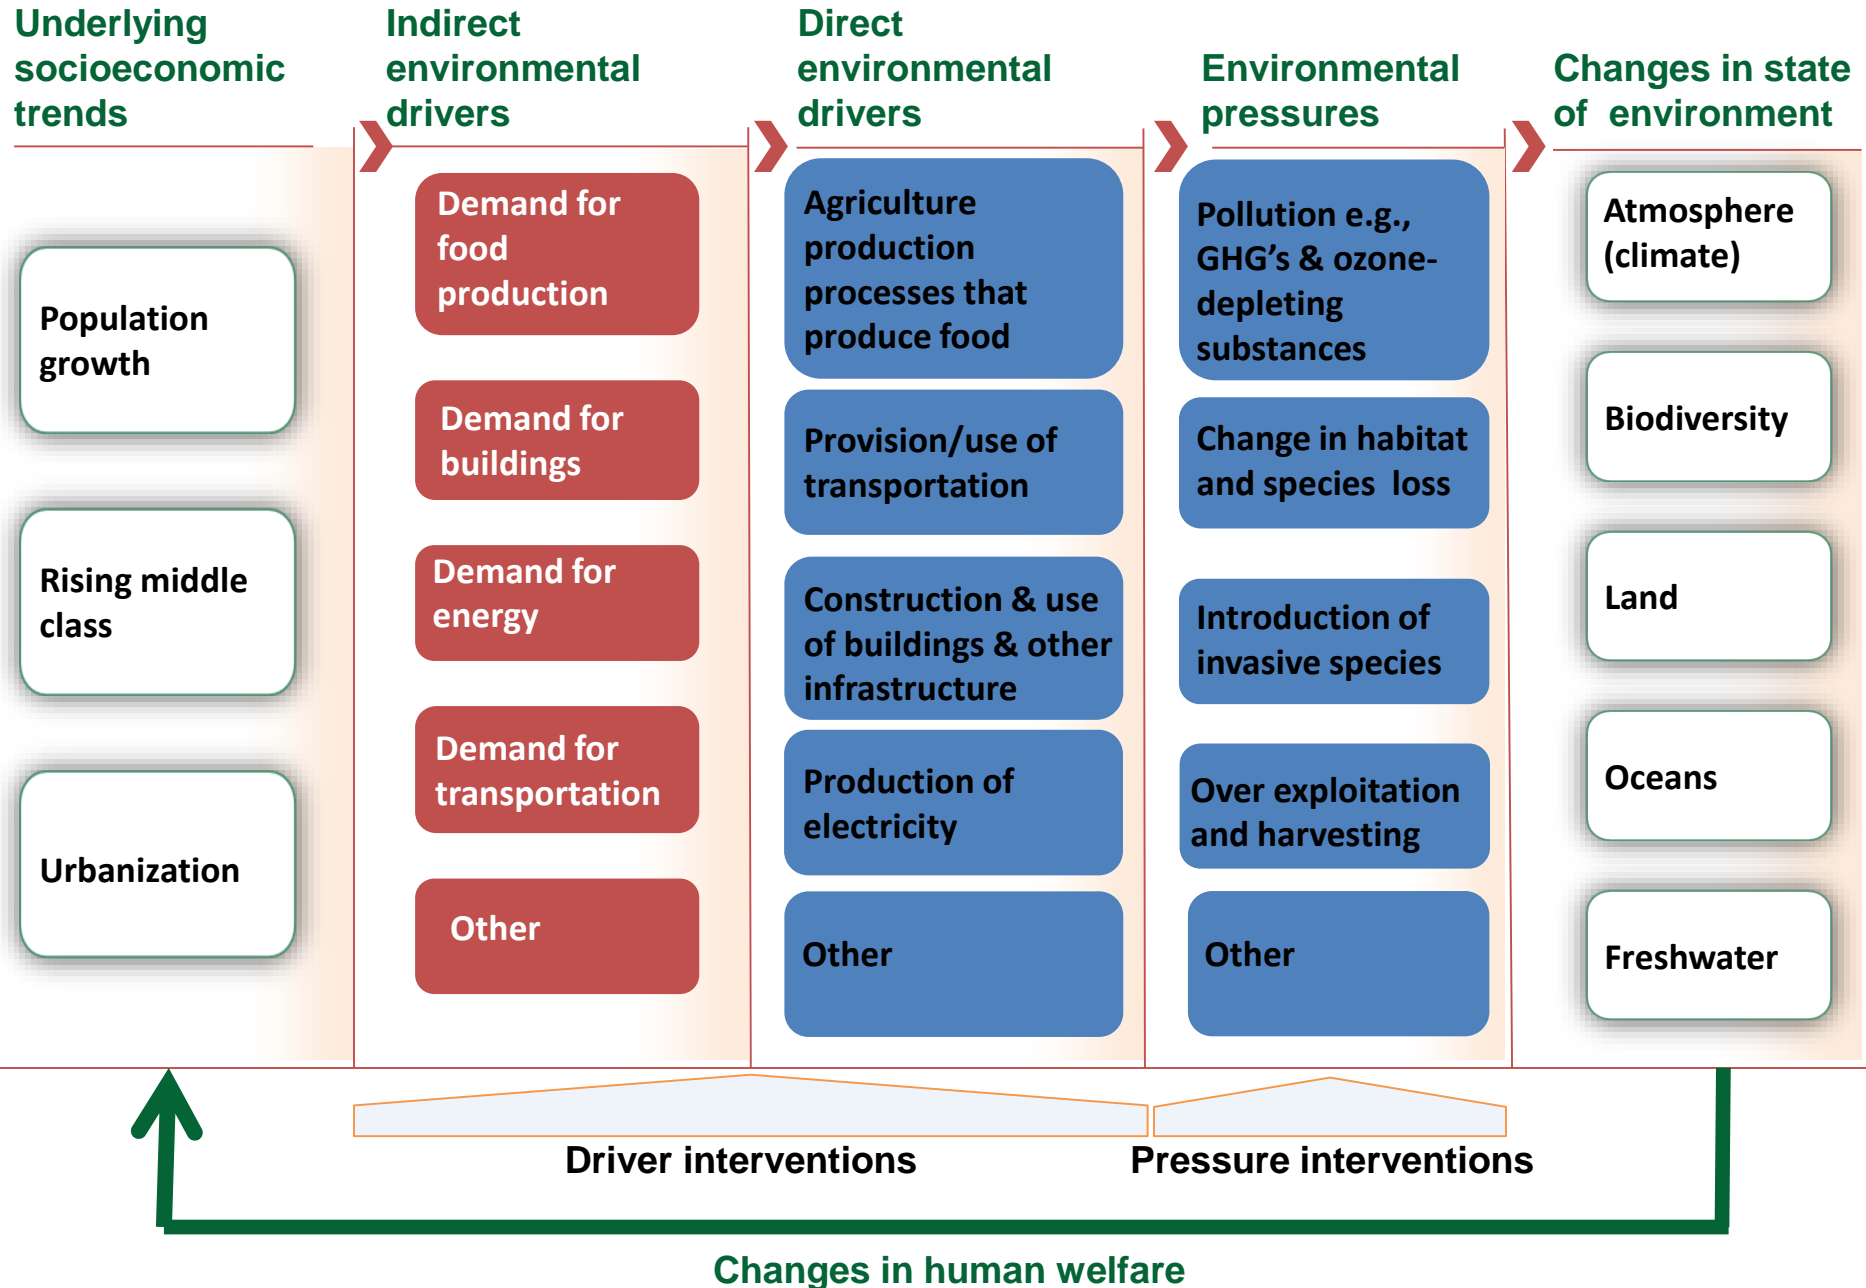 Underlying
socioeconomic
trends
Indirect
environmental
drivers
Direct
environmental
drivers
Environmental
pressures
Changes in state
of environment
Population
growth
Rising middle
class
Urbanization
Demand for
food
production
Demand for
buildings
Demand for
energy
Demand for
transportation
Other
Agriculture
production
processes that
produce food
Provision/use of
transportation
Construction & use
of buildings & other
infrastructure
Production of
electricity
Other
Pollution e.g.,
GHG’s & ozone-
depleting
substances
Change in habitat
and species loss
Introduction of
invasive species
Over exploitation
and harvesting
Other
Atmosphere
(climate)
Biodiversity
Land
Oceans
Freshwater
Driver interventions
Pressure interventions
Changes in human welfare